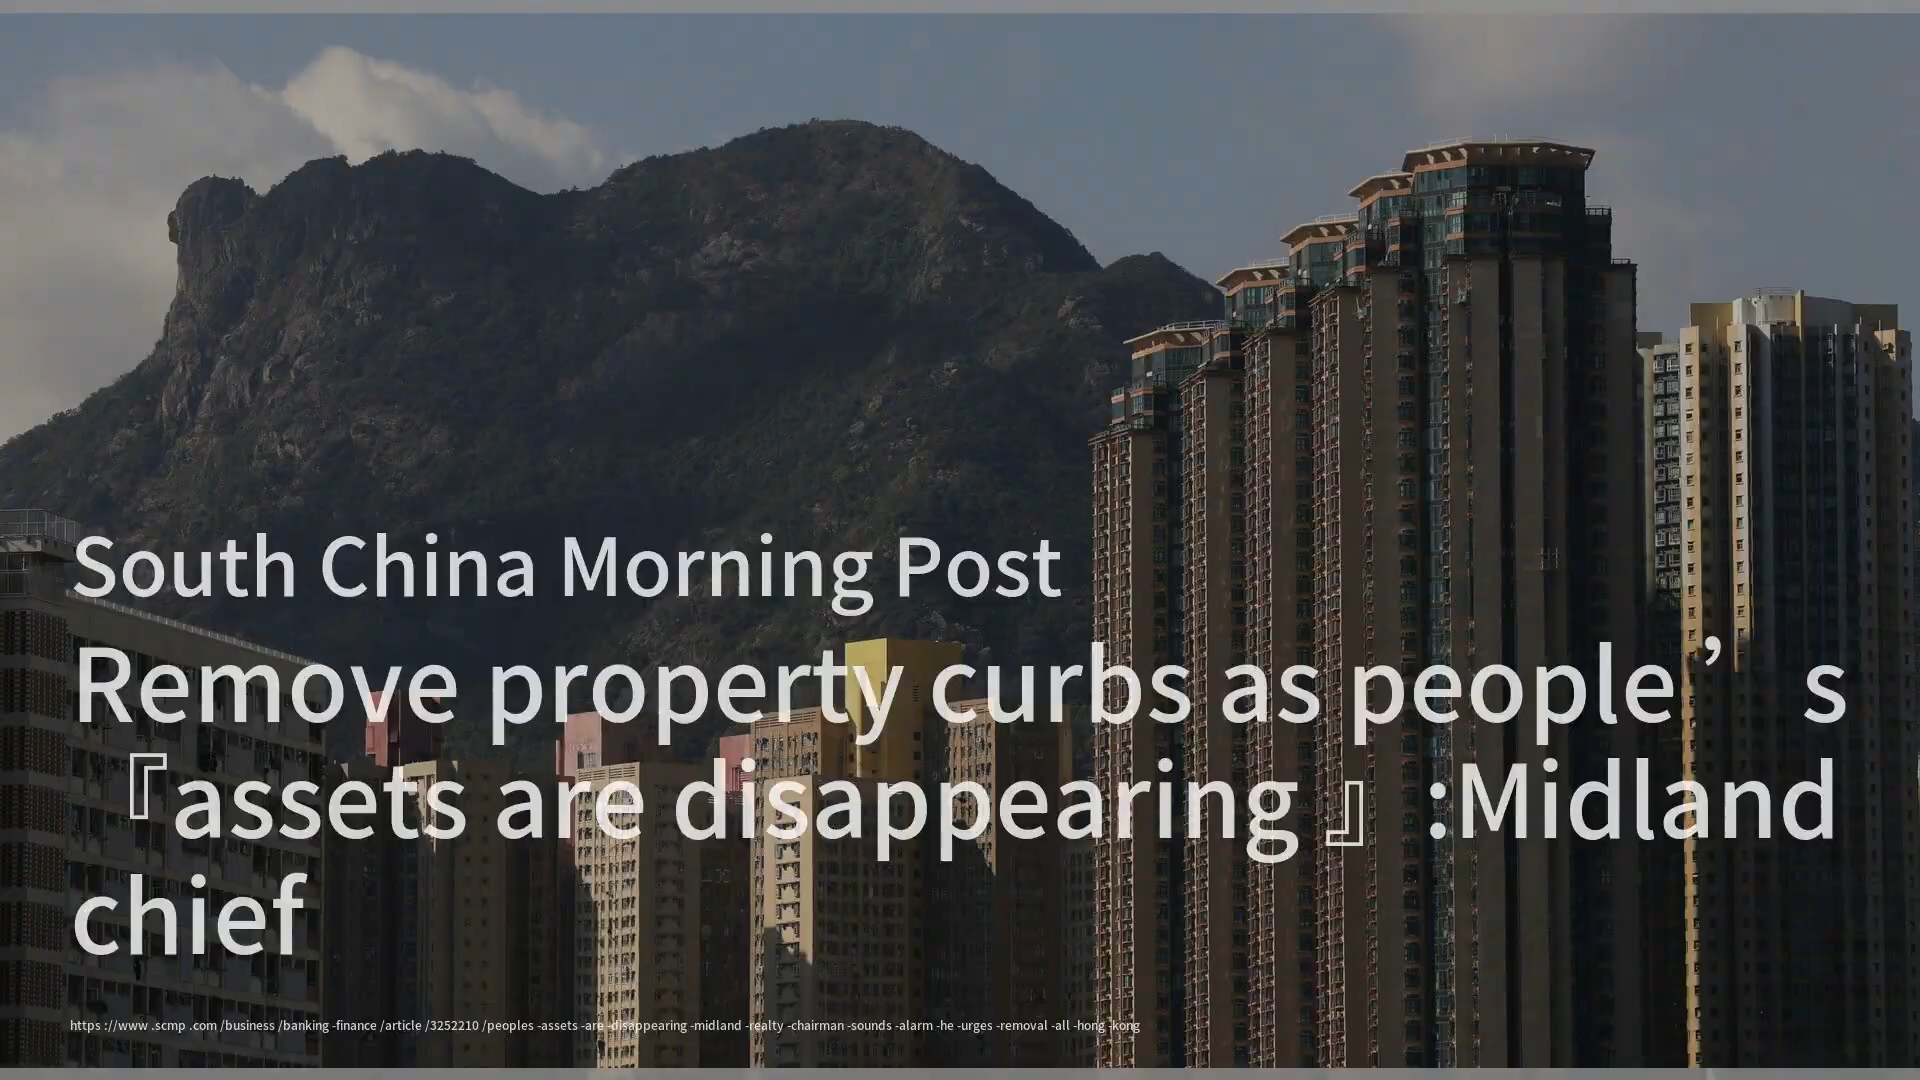 South China Morning Post
Remove property curbs as people’s
『assets are disappearing』:Midland
chief
https://www.scmp.com/business/banking-finance/article/3252210/peoples-assets-are-disappearing-midland-realty-chairman-sounds-alarm-he-urges-removal-all-hong-kong